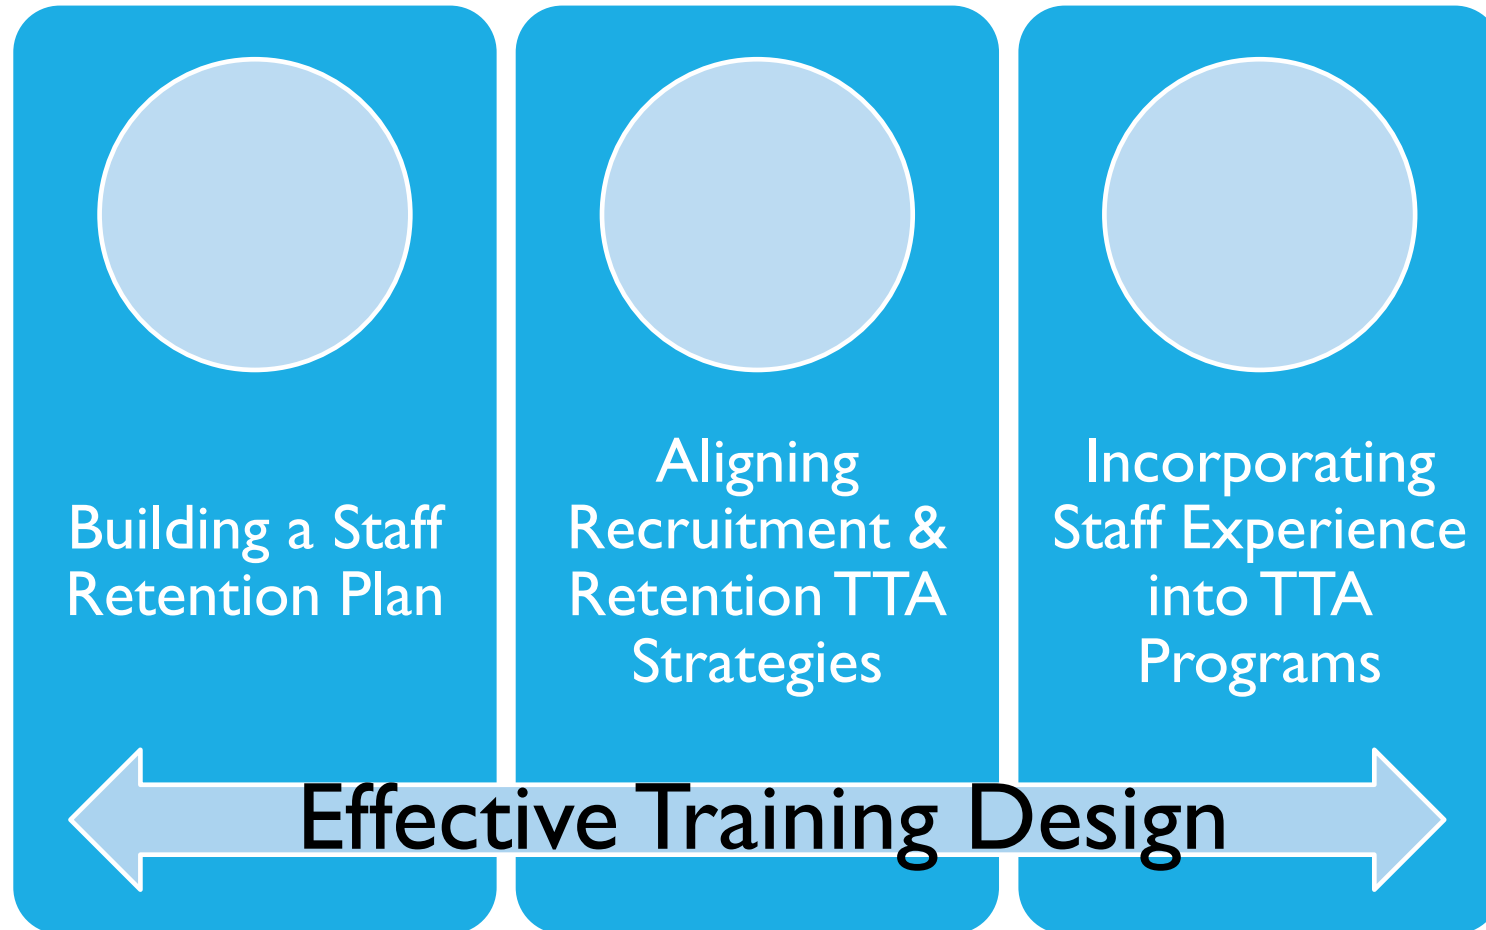 Building a Staff
Retention Plan
Aligning
Recruitment &
Retention TTA
Strategies
Incorporating
Staff Experience
into TTA
Programs
Effective Training Design